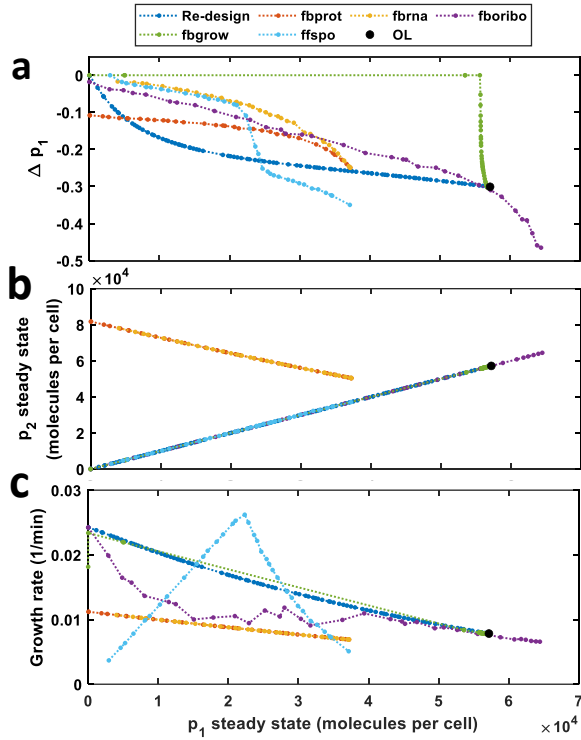 Re-design fbprot fbrna fboribo
fbgrow ffspo OL
a
0
-0.1
-0.2
-0.3
-0.4
-0.5
Δ p1
b
×10^4
10
8
6
4
2
0
p2 steady state
(molecules per cell)
c
0.03
0.02
0.01
0
Growth rate (1/min)
0 1 2 3 4 5 6 7
p1 steady state (molecules per cell)
×10^4